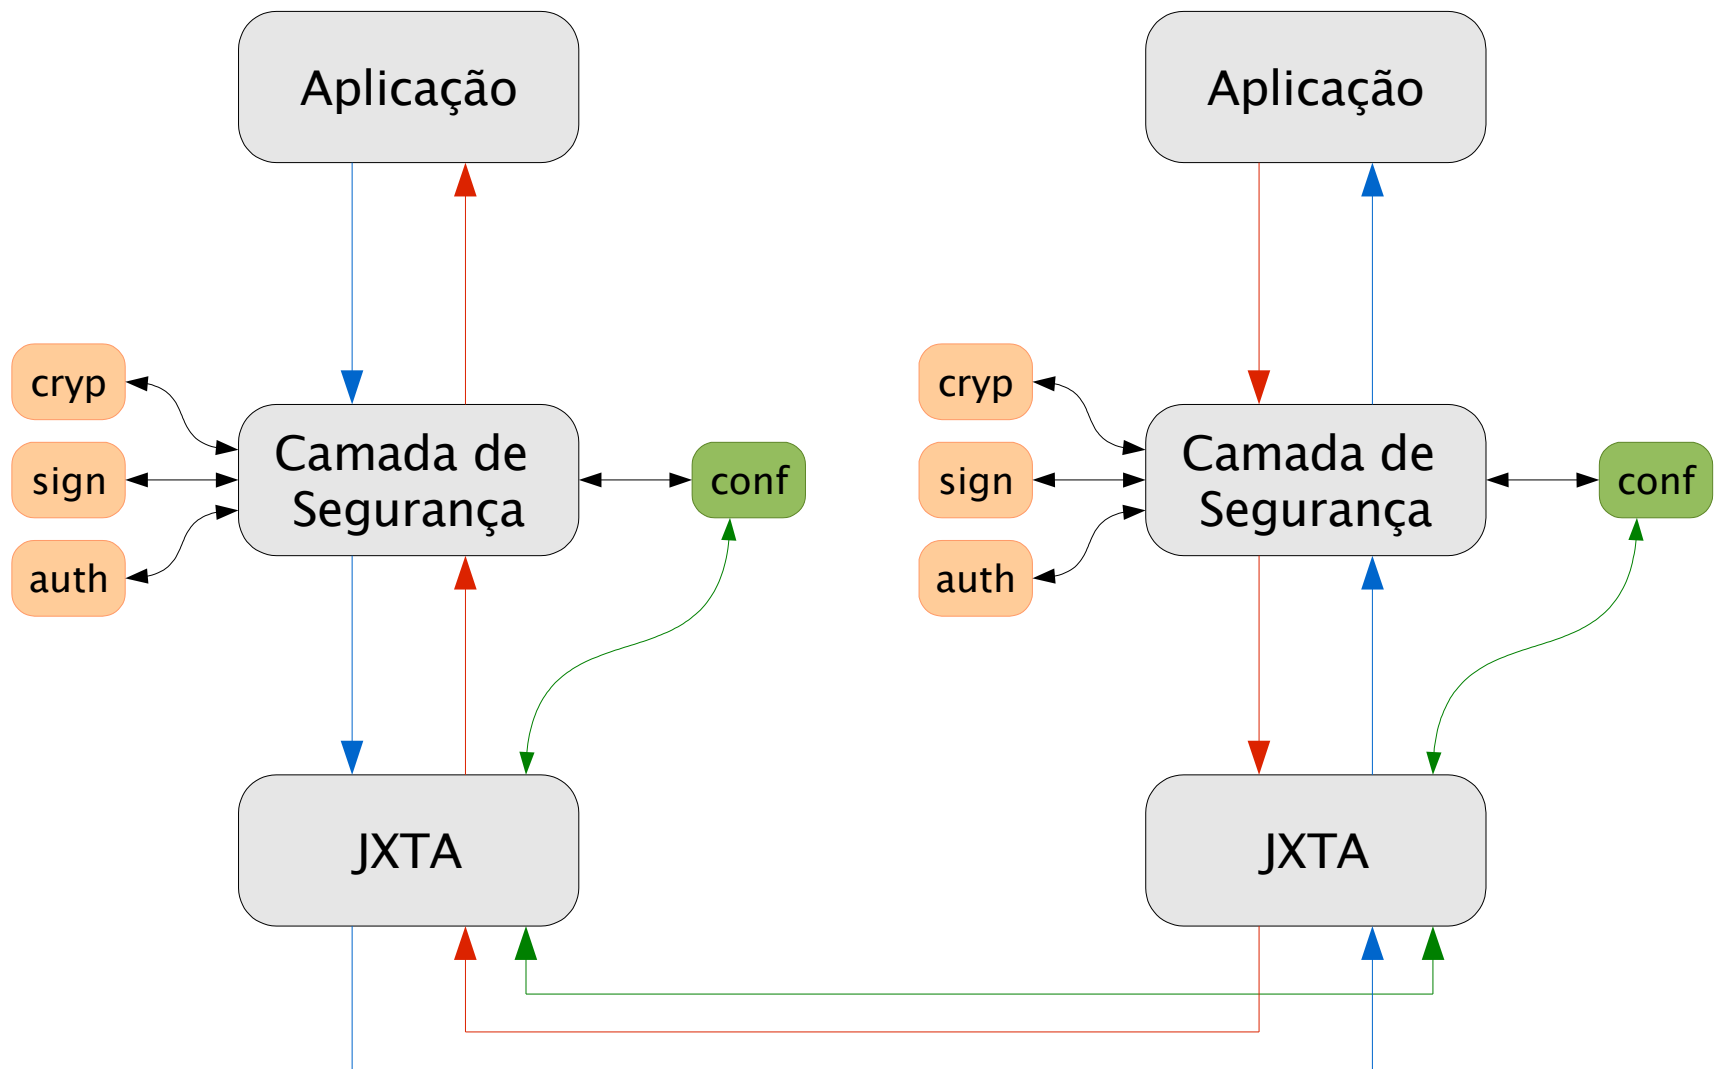 Aplicação
Aplicação
cryp
sign
auth
Camada de
Segurança
conf
cryp
sign
auth
Camada de
Segurança
conf
JXTA
JXTA